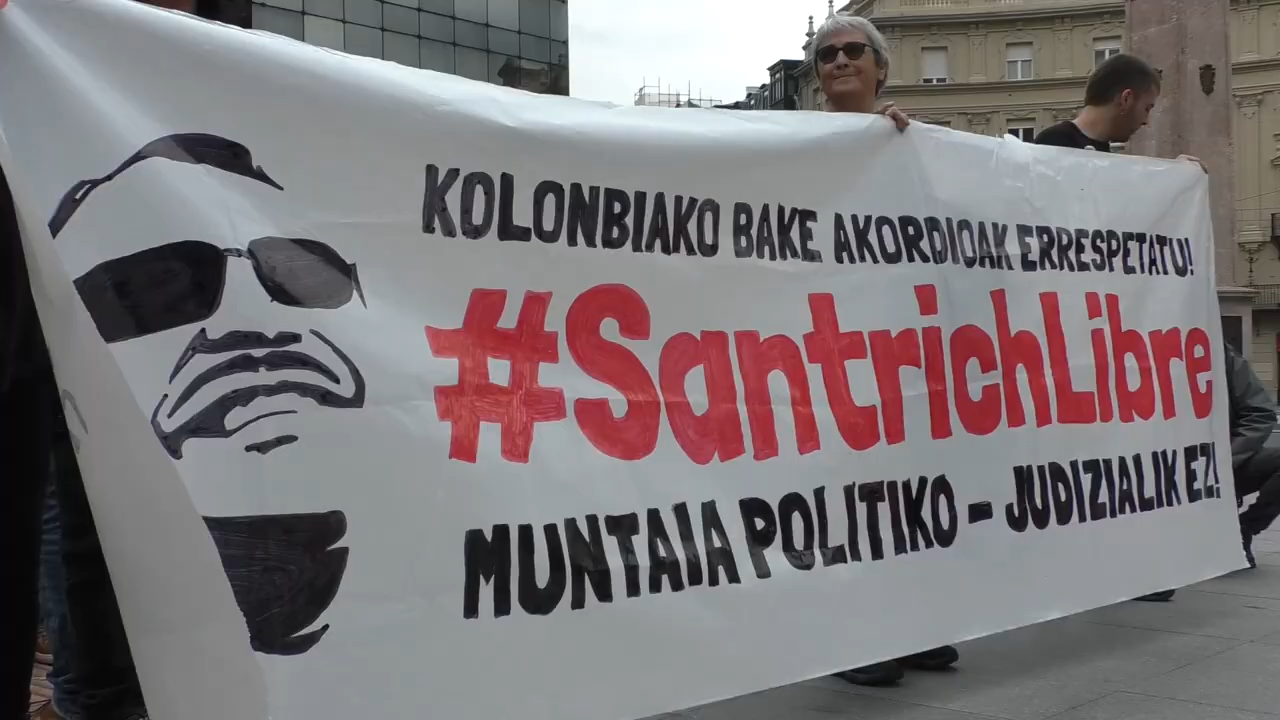 KOLONBIAKO BAKE AKORDIOAK ERRESPETATU!
#SantrichLibre
MUNTAIA POLITIKO - JUDIZIALIK EZ!